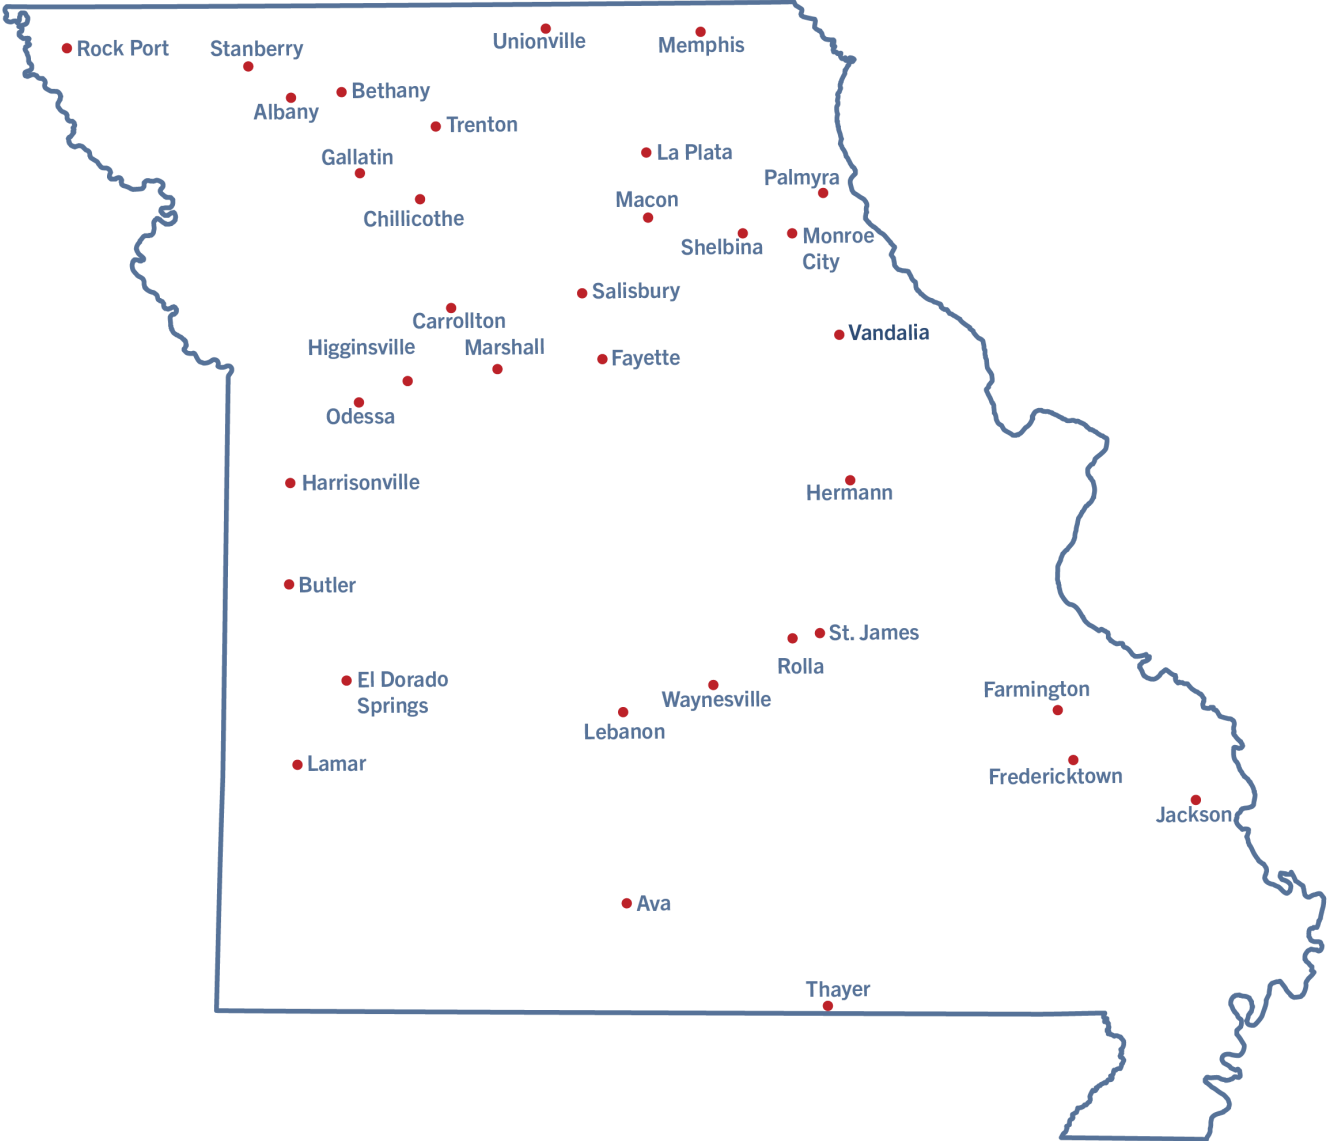 Unionville
Memphis
Rock Port
Stanberry
Bethany
Albany
Trenton
La Plata
Gallatin
Palmyra
Macon
Chillicothe
Shelbina
Monroe
City
Salisbury
Carrollton
Vandalia
Higginsville
Marshall
Fayette
Odessa
Harrisonville
Hermann
Butler
St. James
Rolla
El Dorado
Springs
Farmington
Waynesville
Lebanon
Lamar
Fredericktown
Jackson
Ava
Thayer